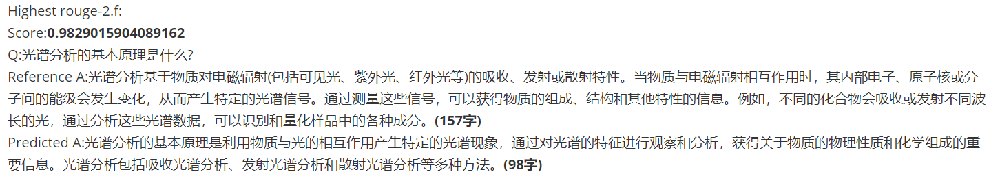 Highest rouge-2.f:
Score:0.9829015904089162
Q:光谱分析的基本原理是什么?
Reference A:光谱分析基于物质对电磁辐射(包括可见光、紫外光、红外光等)的吸收、发射或散射特性。当物质与电磁辐射相互作用时，其内部电子、原子核或分
子间的能级会发生变化，从而产生特定的光谱信号。通过测量这些信号，可以获得物质的组成、结构和其他特性的信息。例如，不同的化合物会吸收或发射不同波
长的光，通过分析这些光谱数据，可以识别和量化样品中的各种成分。(157字)
Predicted A:光谱分析的基本原理是利用物质与光的相互作用产生特定的光谱现象，通过对光谱的特征进行观察和分析，获得关于物质的物理性质和化学组成的重
要信息。光谱分析包括吸收光谱分析、发射光谱分析和散射光谱分析等多种方法。(98字)